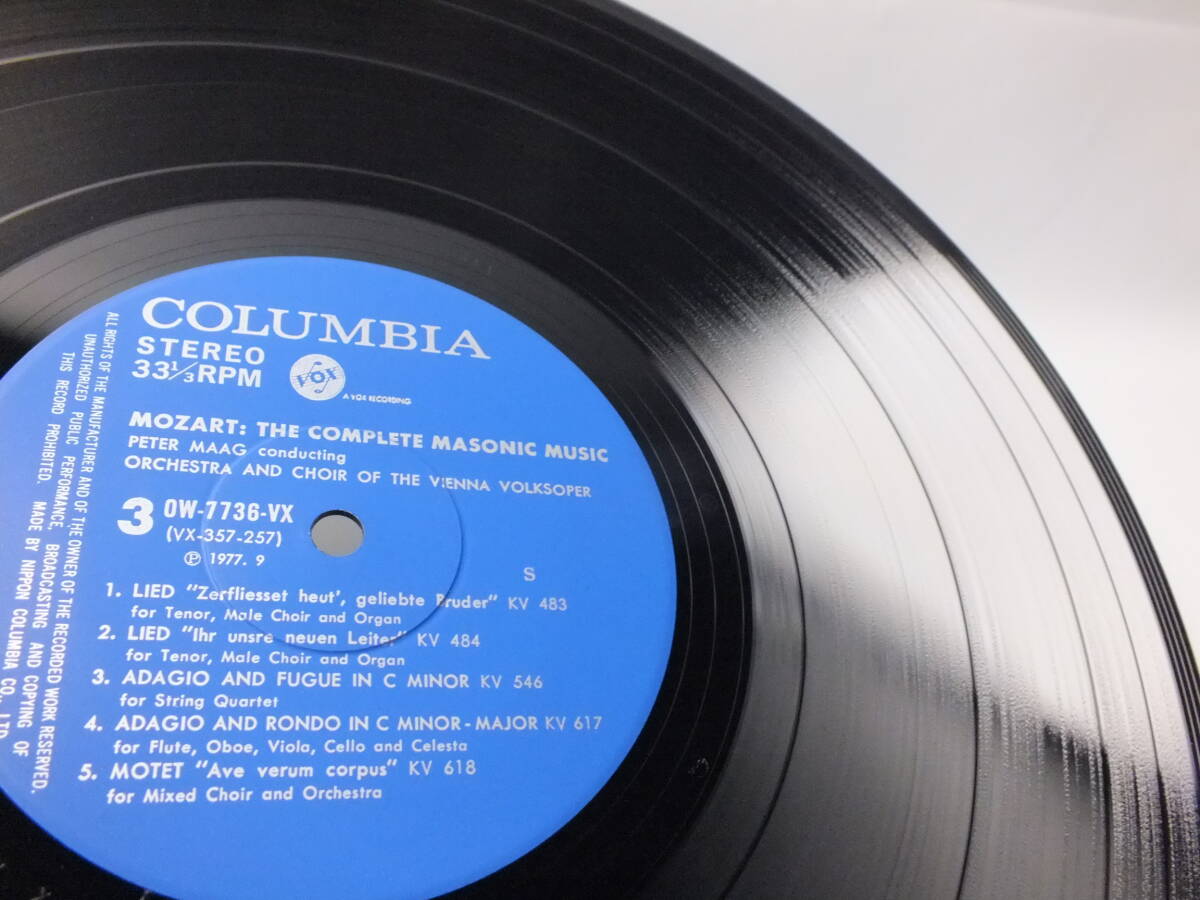 COLUMBIA
STEREO
33 1/3 RPM
VOX
A VOX RECORDING
MOZART: THE COMPLETE MASONIC MUSIC
PETER MAAG conducting
ORCHESTRA AND CHOIR OF THE VIENNA VOLKSOPER
3 OW-7736-VX
(VX-357-257)
Ⓟ 1977. 9
S
1. LIED "Zerfliesset heut', geliebte Bruder" KV 483
for Tenor, Male Choir and Organ
2. LIED "Ihr unsre neuen Leiter" KV 484
for Tenor, Male Choir and Organ
3. ADAGIO AND FUGUE IN C MINOR KV 546
for String Quartet
4. ADAGIO AND RONDO IN C MINOR-MAJOR KV 617
for Flute, Oboe, Viola, Cello and Celesta
5. MOTET "Ave verum corpus" KV 618
for Mixed Choir and Orchestra
ALL RIGHTS OF THE MANUFACTURER AND OF THE OWNER OF THE RECORDED WORK RESERVED.
UNAUTHORIZED PUBLIC PERFORMANCE, BROADCASTING AND COPYING OF
THIS RECORD PROHIBITED. MADE BY NIPPON COLUMBIA CO., LTD.